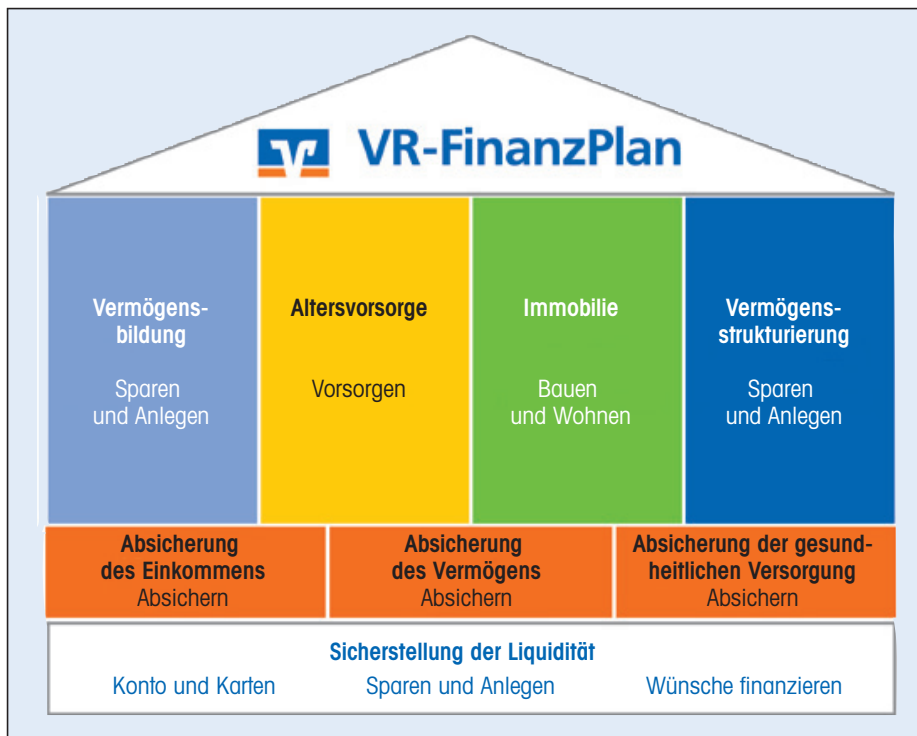 VR-FinanzPlan
Vermögens-
bildung
Sparen
und Anlegen
Altersvorsorge
Vorsorgen
Immobilie
Bauen
und Wohnen
Vermögens-
strukturierung
Sparen
und Anlegen
Absicherung
des Einkommens
Absichern
Absicherung
des Vermögens
Absichern
Absicherung der gesund-
heitlichen Versorgung
Absichern
Sicherstellung der Liquidität
Konto und Karten
Sparen und Anlegen
Wünsche finanzieren